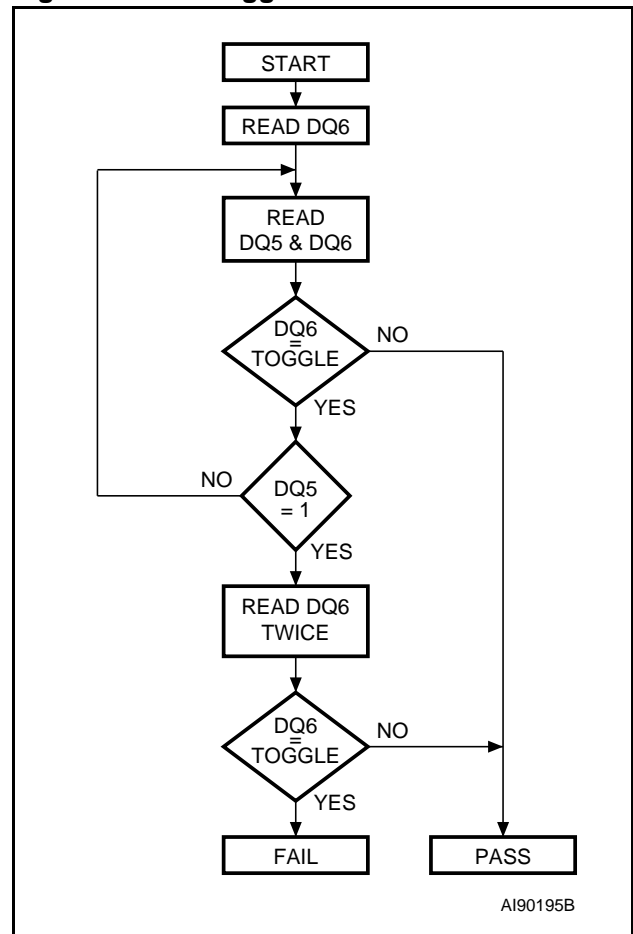 START
READ DQ6
READ
DQ5 & DQ6
DQ6
=
TOGGLE
NO
YES
NO
DQ5
= 1
YES
READ DQ6
TWICE
DQ6
=
TOGGLE
NO
YES
FAIL
PASS
AI90195B